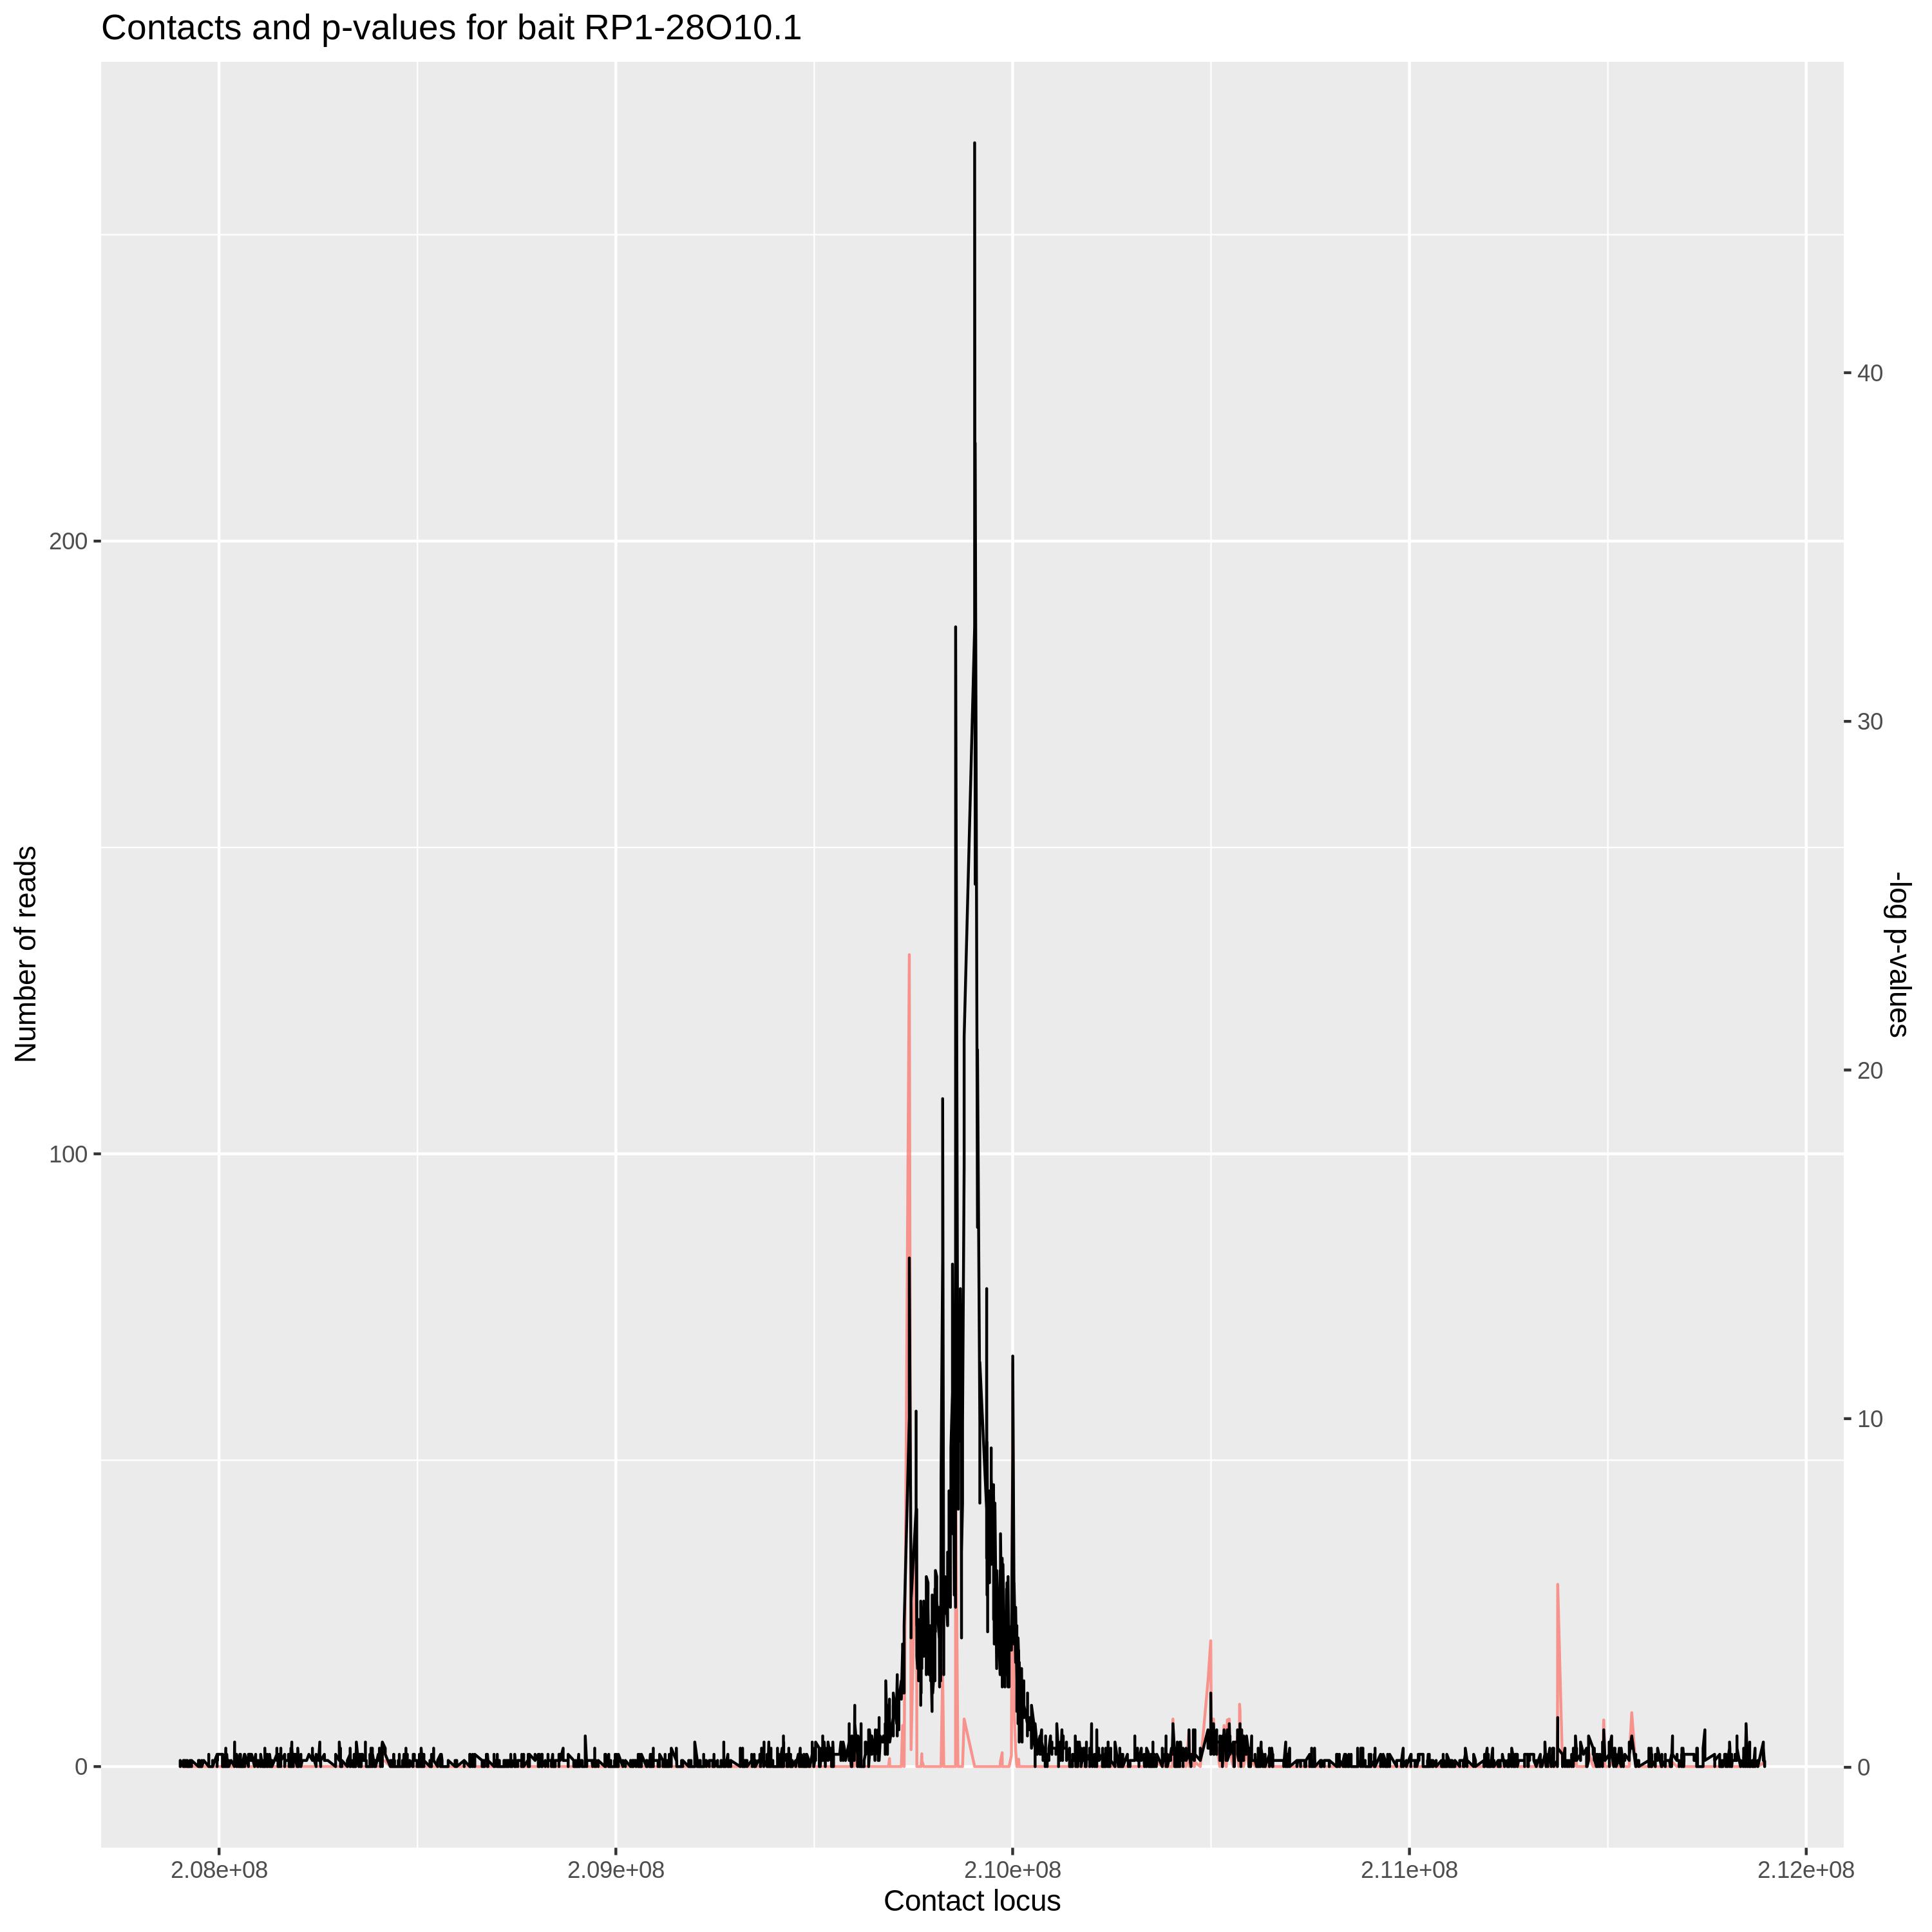 Contacts and p-values for bait RP1-28O10.1
Number of reads
200
100
0
40
30
20
10
0
-log p-values
2.08e+08
2.09e+08
2.10e+08
2.11e+08
2.12e+08
Contact locus